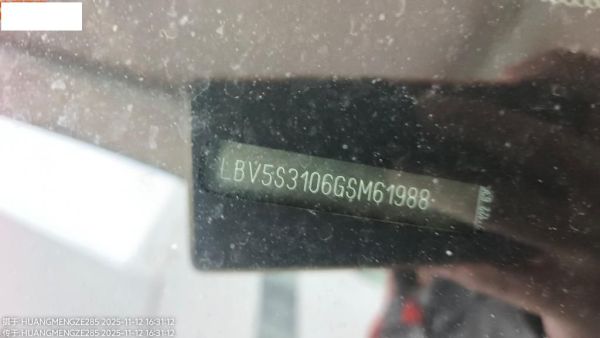 LBV5S3106GSM61988
拍于:HUANGMENGZE285 2025-11-12 16:31:12
传于:HUANGMENGZE285 2025-11-12 16:31:12